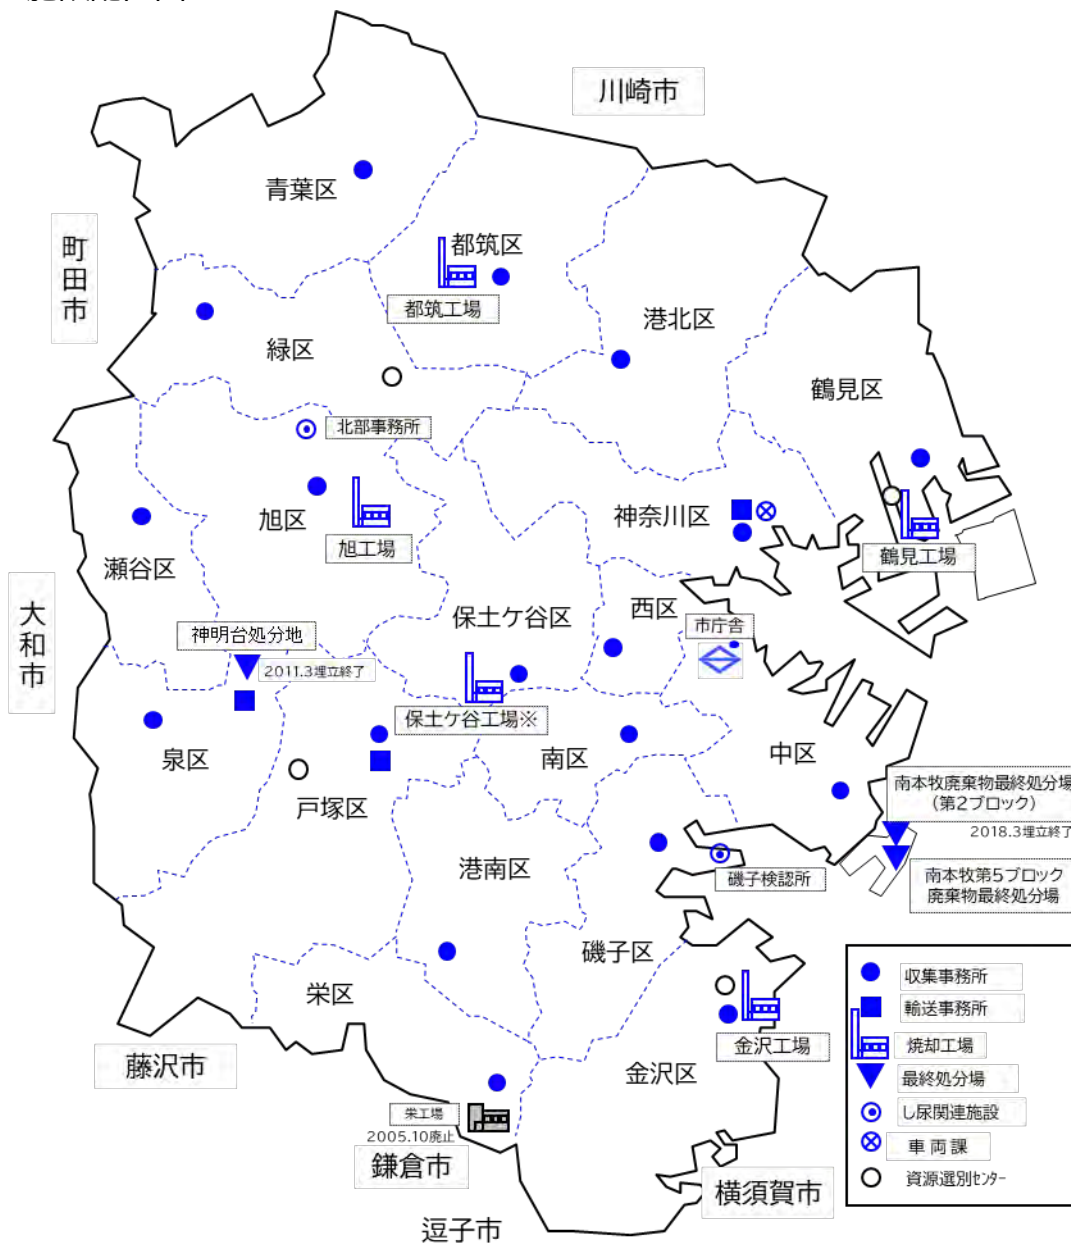 川崎市
青葉区
町田市
都筑区
都筑工場
港北区
緑区
鶴見区
北部事務所
旭区
神奈川区
旭工場
鶴見工場
瀬谷区
大和市
西区
保土ケ谷区
市庁舎
神明台処分地
2011.3埋立終了
保土ケ谷工場※
泉区
南区
中区
戸塚区
南本牧廃棄物最終処分場
（第2ブロック）
2018.3埋立終了
港南区
磯子検認所
南本牧第5ブロック
廃棄物最終処分場
磯子区
栄区
収集事務所
輸送事務所
焼却工場
最終処分場
し尿関連施設
車両課
資源選別センター
金沢工場
藤沢市
金沢区
栄工場
2005.10廃止
鎌倉市
横須賀市
逗子市